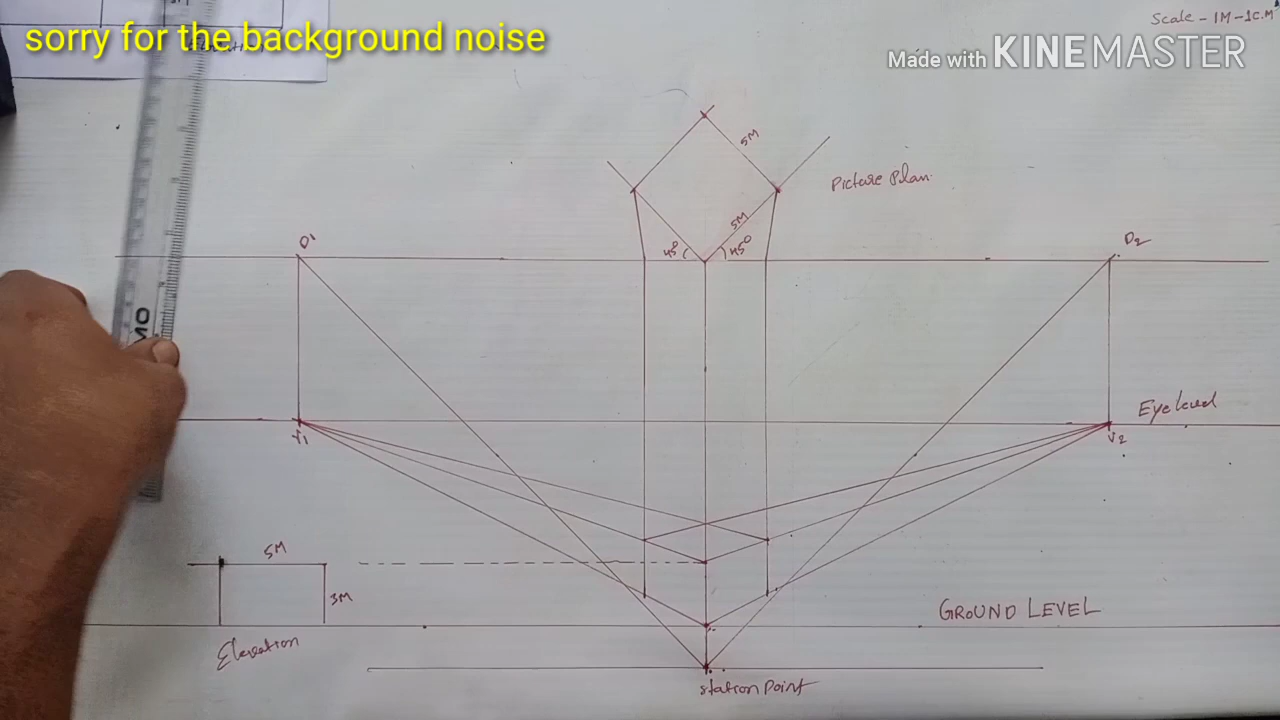 sorry for the background noise
Scale - 1M - 1C.M
Made with KINEMASTER
5M
Picture Plan
5M
45°
45°
D1
D2
Eye level
V1
V2
5M
3M
GROUND LEVEL
Elevation
Station Point